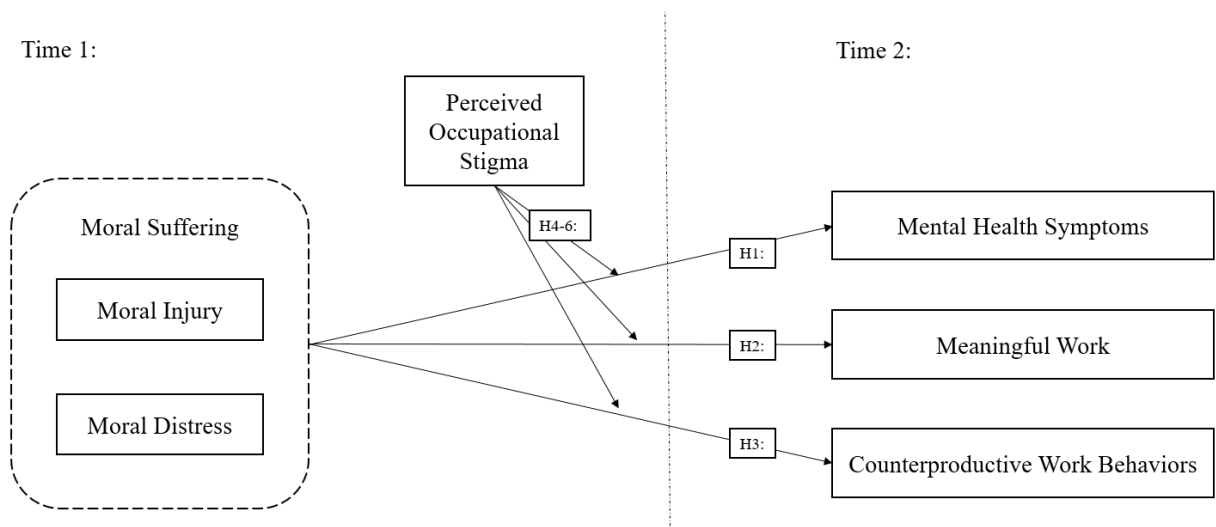 Time 1:
Time 2:
Perceived
Occupational
Stigma
Moral Suffering
Moral Injury
Moral Distress
H4-6:
H1:
H2:
H3:
Mental Health Symptoms
Meaningful Work
Counterproductive Work Behaviors